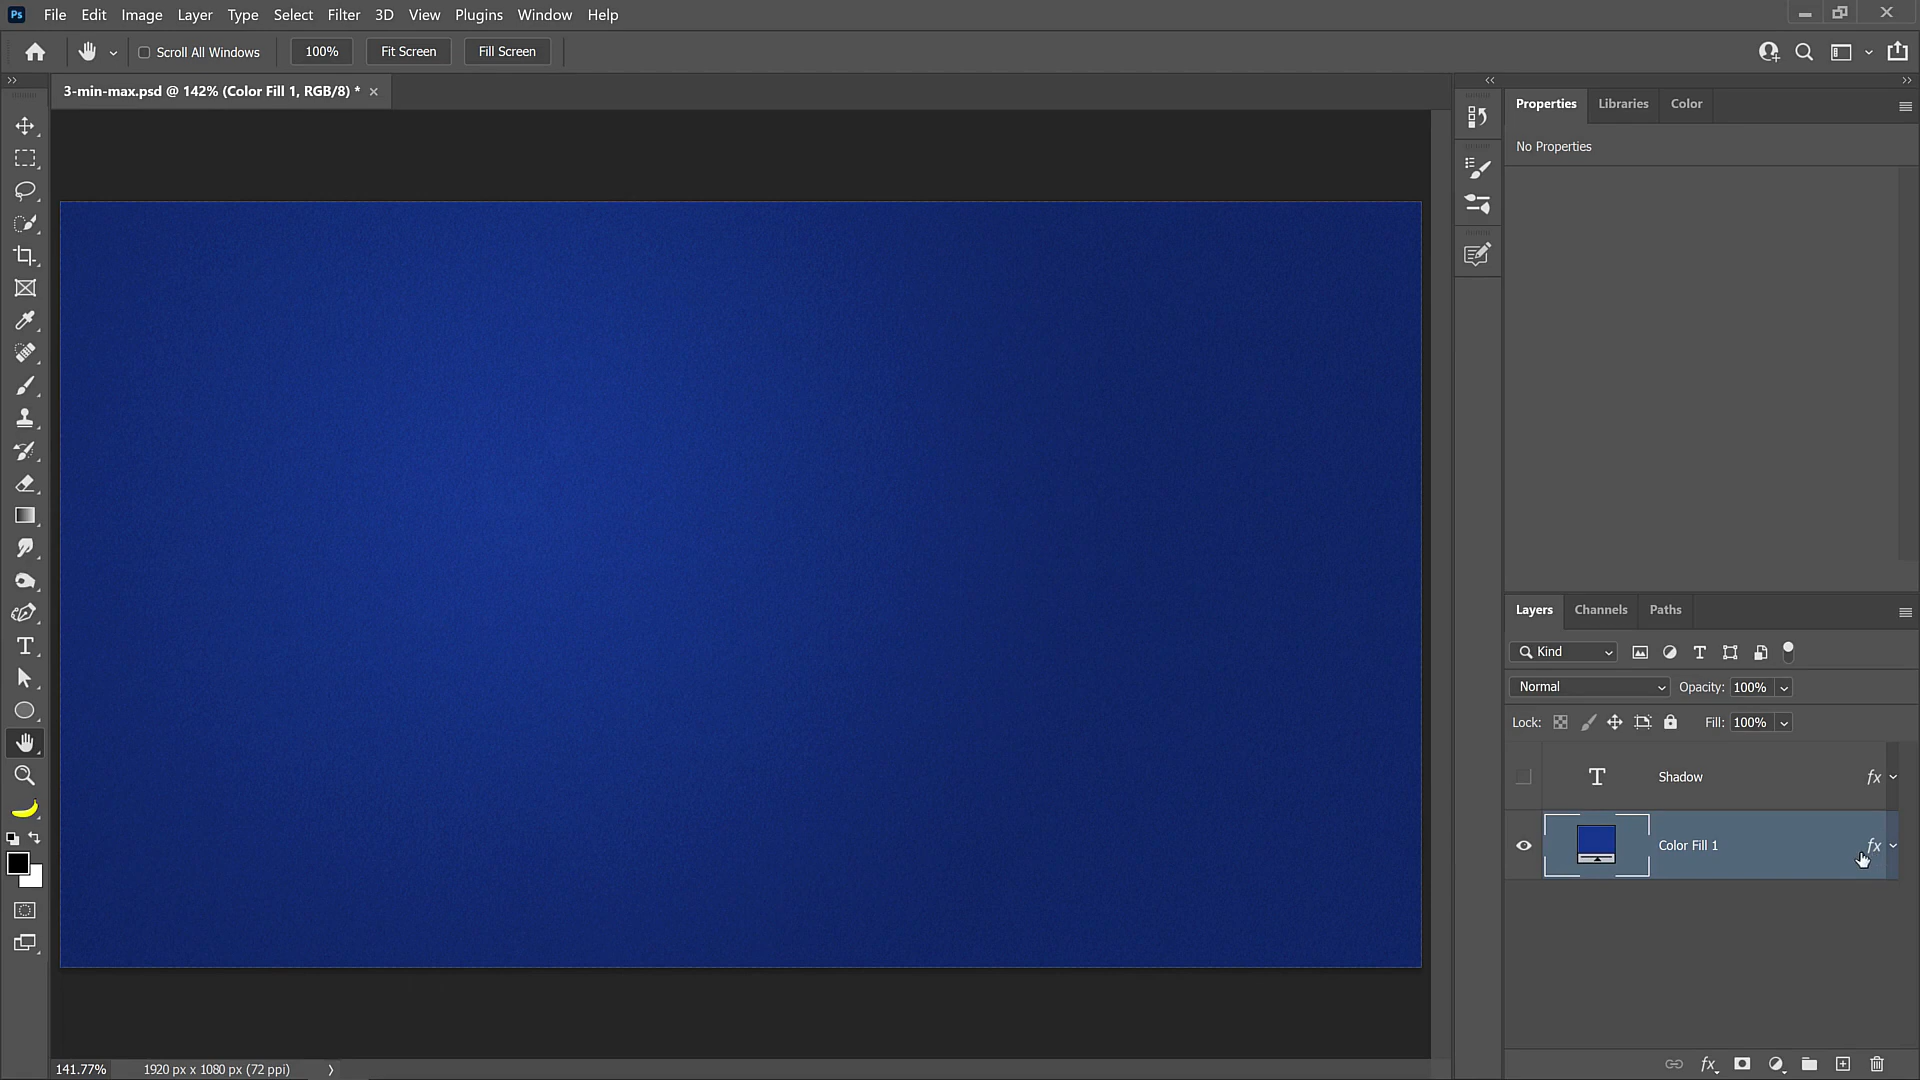 Ps File Edit Image Layer Type Select Filter 3D View Plugins Window Help
Scroll All Windows 100% Fit Screen Fill Screen
3-min-max.psd @ 142% (Color Fill 1, RGB/8) *
Properties Libraries Color
No Properties
Layers Channels Paths
Kind
Normal Opacity: 100%
Lock: Fill: 100%
T Shadow fx
Color Fill 1 fx
141.77% 1920 px x 1080 px (72 ppi)
fx